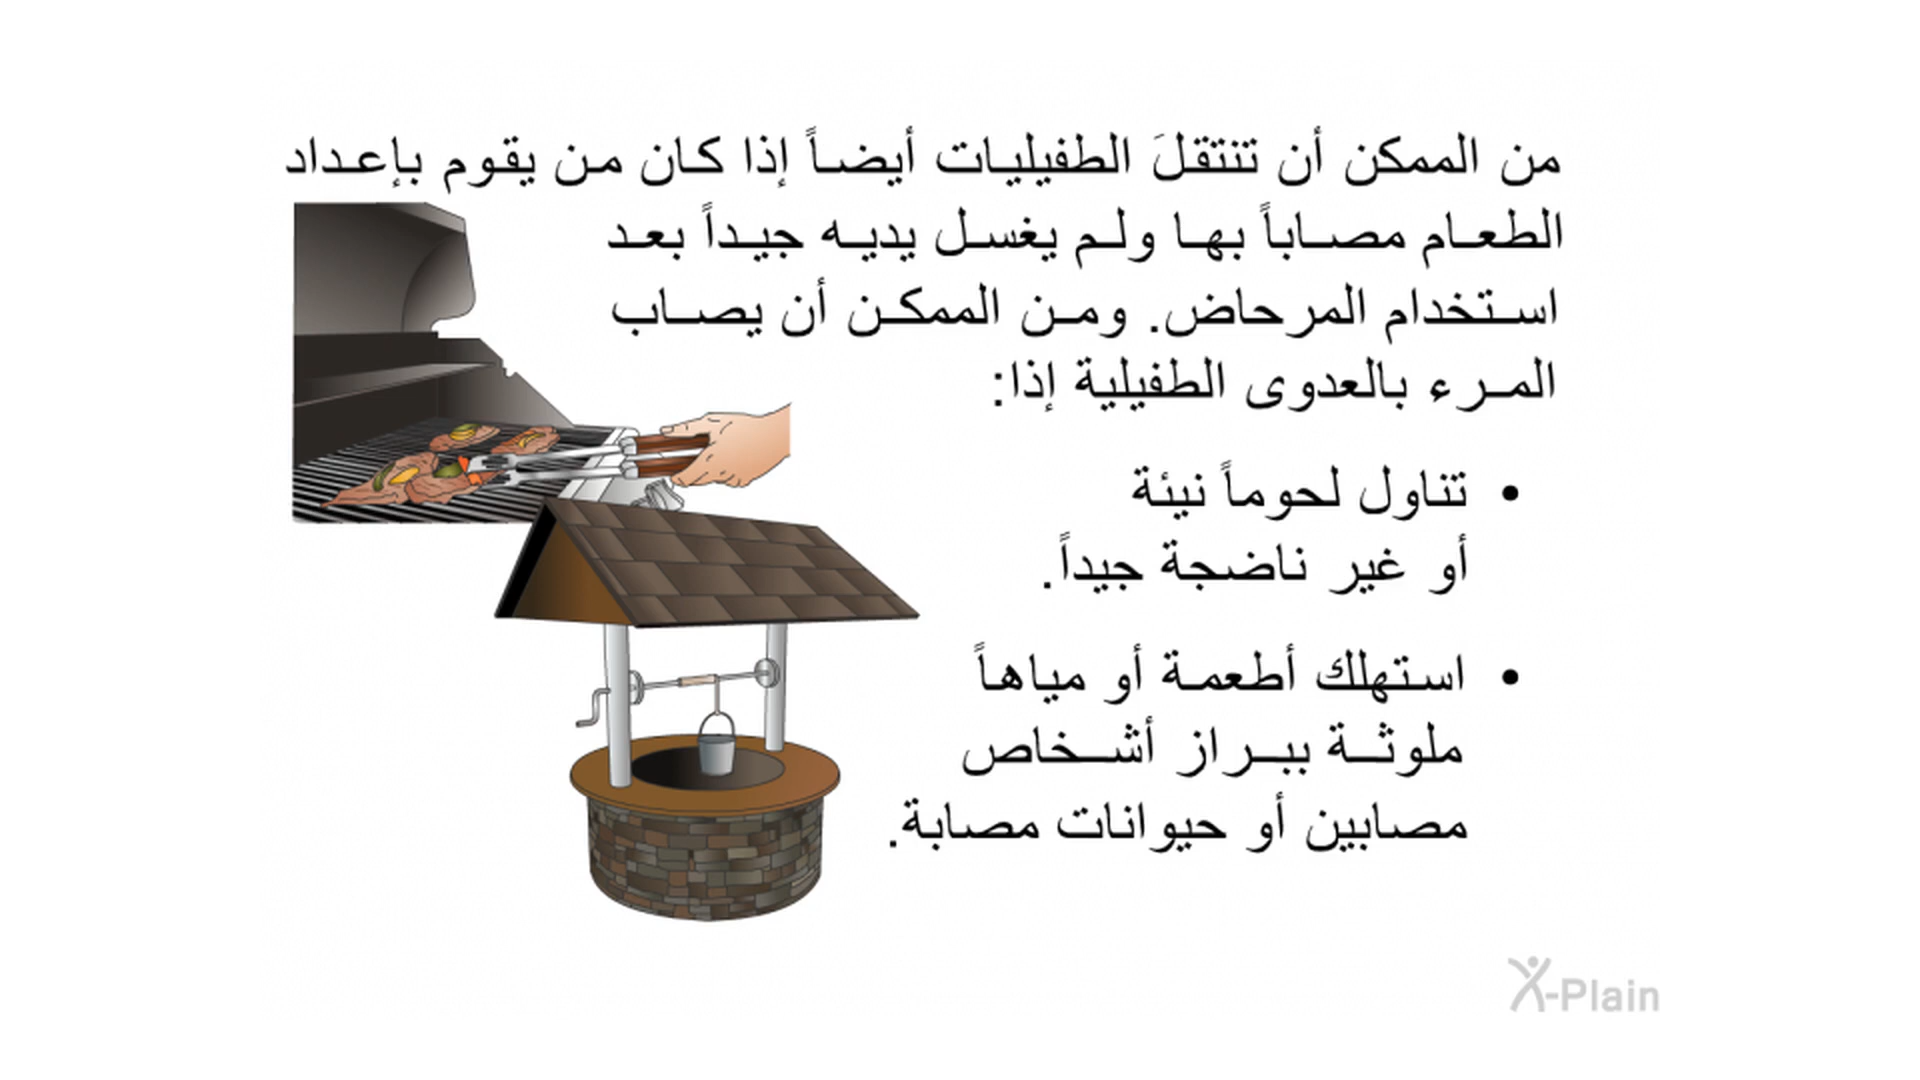 من الممكن أن تنتقلَ الطفيليات أيضاً إذا كان من يقوم بإعداد
الطعام مصاباً بها ولم يغسل يديه جيداً بعد
استخدام المرحاض. ومن الممكن أن يصاب
المرء بالعدوى الطفيلية إذا:
• تناول لحوماً نيئة
أو غير ناضجة جيداً.
• استهلك أطعمة أو مياهاً
ملوثة ببراز أشخاص
مصابين أو حيوانات مصابة.
X-Plain